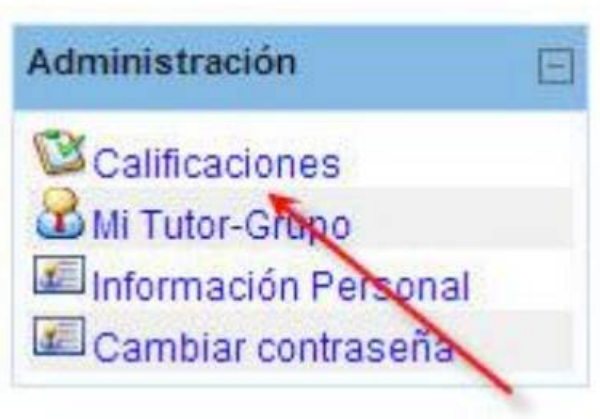 Administración
Calificaciones
Mi Tutor-Grupo
Información Personal
Cambiar contraseña